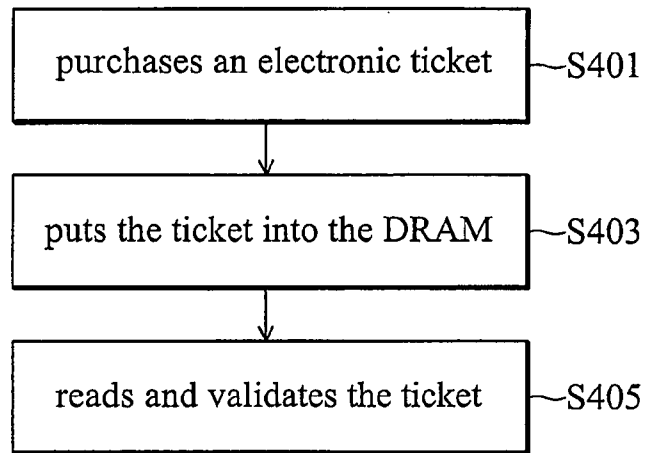 purchases an electronic ticket S401
puts the ticket into the DRAM S403
reads and validates the ticket S405